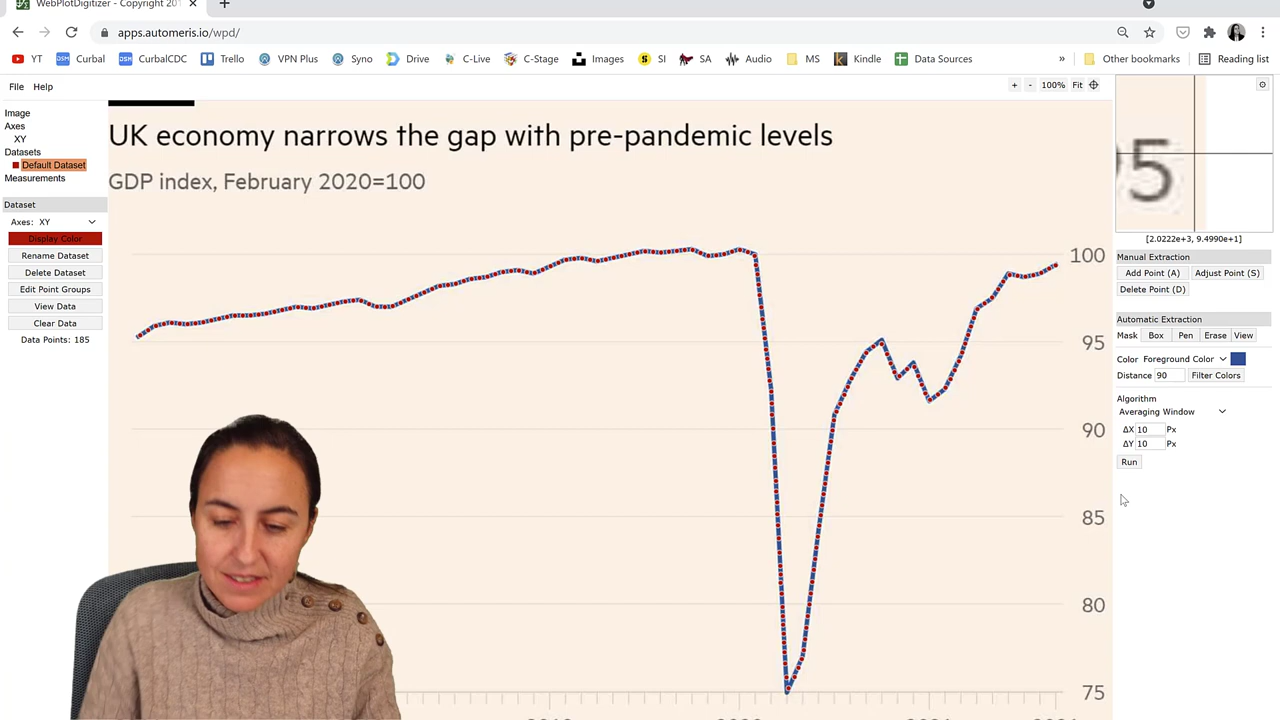 WebPlotDigitizer - Copyright 201
apps.automeris.io/wpd/
YT Curbal CurbalCDC Trello VPN Plus Syno Drive C-Live C-Stage Images SI SA Audio MS Kindle Data Sources » Other bookmarks Reading list
File Help
+ - 100% Fit
Image
Axes
XY
Datasets
Default Dataset
Measurements
Dataset
Axes: XY
Display Color
Rename Dataset
Delete Dataset
Edit Point Groups
View Data
Clear Data
Data Points: 185
UK economy narrows the gap with pre-pandemic levels
GDP index, February 2020=100
100
95
90
85
80
75
95
[2.0222e+3, 9.4990e+1]
Manual Extraction
Add Point (A) Adjust Point (S)
Delete Point (D)
Automatic Extraction
Mask Box Pen Erase View
Color Foreground Color
Distance 90 Filter Colors
Algorithm
Averaging Window
ΔX 10 Px
ΔY 10 Px
Run